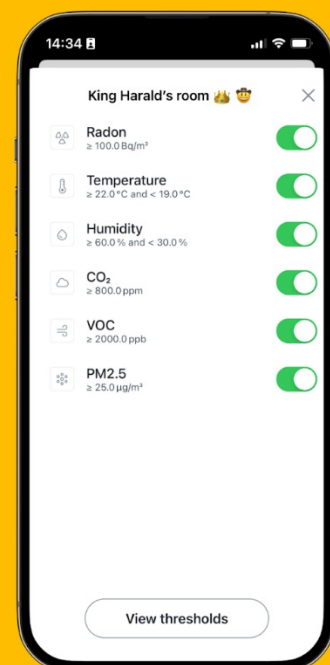 14:34
King Harald's room 👑 🤠
Radon
≥ 100.0 Bq/m³
Temperature
≥ 22.0 °C and < 19.0 °C
Humidity
≥ 60.0 % and < 30.0 %
CO₂
≥ 800.0 ppm
VOC
≥ 2000.0 ppb
PM2.5
≥ 25.0 μg/m³
View thresholds